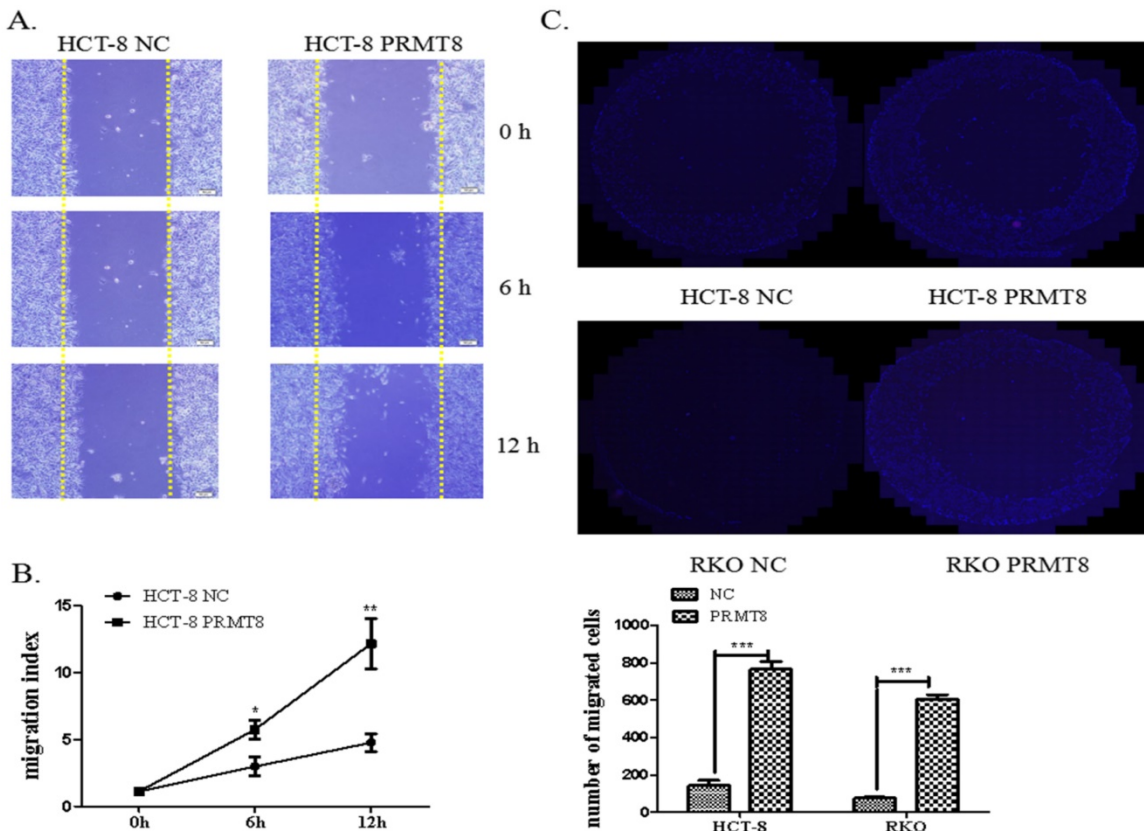 A.
HCT-8 NC
HCT-8 PRMT8
0 h
6 h
12 h
B.
HCT-8 NC
HCT-8 PRMT8
migration index
15
10
5
0
*
**
0h
6h
12h
C.
HCT-8 NC
HCT-8 PRMT8
RKO NC
RKO PRMT8
NC
PRMT8
number of migrated cells
1000
800
600
400
200
0
***
***
HCT-8
RKO